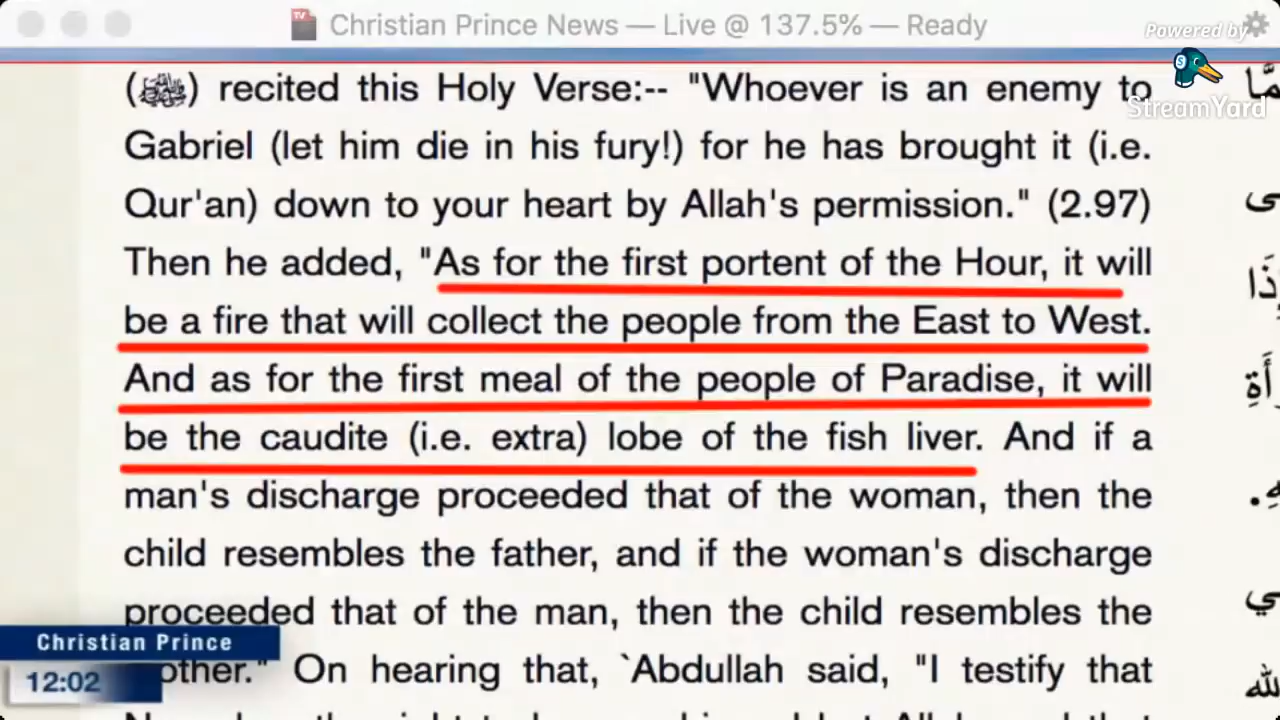 Christian Prince News — Live @ 137.5% — Ready
Powered by
StreamYard
(ﷺ) recited this Holy Verse:-- "Whoever is an enemy to
Gabriel (let him die in his fury!) for he has brought it (i.e.
Qur'an) down to your heart by Allah's permission." (2.97)
Then he added, "As for the first portent of the Hour, it will
be a fire that will collect the people from the East to West.
And as for the first meal of the people of Paradise, it will
be the caudite (i.e. extra) lobe of the fish liver. And if a
man's discharge proceeded that of the woman, then the
child resembles the father, and if the woman's discharge
proceeded that of the man, then the child resembles the
other." On hearing that, `Abdullah said, "I testify that
Christian Prince
12:02